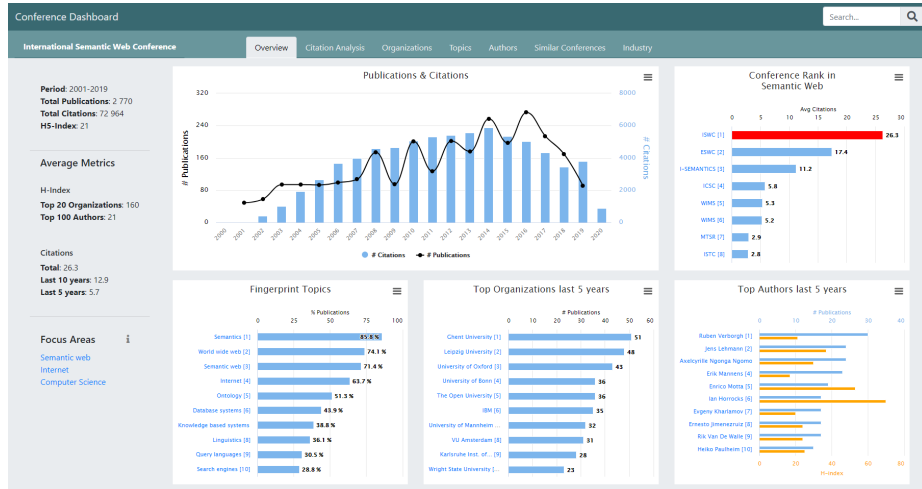 Conference Dashboard
Search...
International Semantic Web Conference
Overview Citation Analysis Organizations Topics Authors Similar Conferences Industry
Period: 2001-2019
Total Publications: 2 770
Total Citations: 72 964
H5-Index: 21
Average Metrics
H-Index
Top 20 Organizations: 160
Top 100 Authors: 21
Citations
Total: 26.3
Last 10 years: 12.9
Last 5 years: 5.7
Focus Areas i
Semantic web
Internet
Computer Science
Publications & Citations
320 8000
240 6000
160 4000
80 2000
0 0
# Publications
# Citations
2000 2001 2002 2003 2004 2005 2006 2007 2008 2009 2010 2011 2012 2013 2014 2015 2016 2017 2018 2019 2020
# Citations # Publications
Conference Rank in
Semantic Web
Avg Citations
0 5 10 15 20 25 30
ISWC [1] 26.3
ESWC [2] 17.4
I-SEMANTICS [3] 11.2
ICSC [4] 5.8
WIMS [5] 5.3
WIMS [6] 5.2
MTSR [7] 2.9
ISTC [8] 2.8
Fingerprint Topics
% Publications
0 25 50 75 100
Semantics [1] 85.8 %
World wide web [2] 74.1 %
Semantic web [3] 71.4 %
Internet [4] 63.7 %
Ontology [5] 51.3 %
Database systems [6] 43.9 %
Knowledge based systems 38.8 %
Linguistics [8] 36.1 %
Query languages [9] 30.5 %
Search engines [10] 28.8 %
Top Organizations last 5 years
# Publications
0 10 20 30 40 50 60
Ghent University [1] 51
Leipzig University [2] 48
University of Oxford [3] 43
University of Bonn [4] 36
The Open University [5] 36
IBM [6] 35
University of Mannheim... 32
VU Amsterdam [8] 31
Karlsruhe Inst. of... [9] 28
Wright State University [... 23
Top Authors last 5 years
# Publications
0 10 20 30 40
Ruben Verborgh [1]
Jens Lehmann [2]
Axelcyrille Ngonga Ngomo
Erik Mannens [4]
Enrico Motta [5]
Ian Horrocks [6]
Evgeny Kharlamov [7]
Ernesto Jimenezruiz [8]
Rik Van De Walle [9]
Heiko Paulheim [10]
0 20 40 60 80
H-index